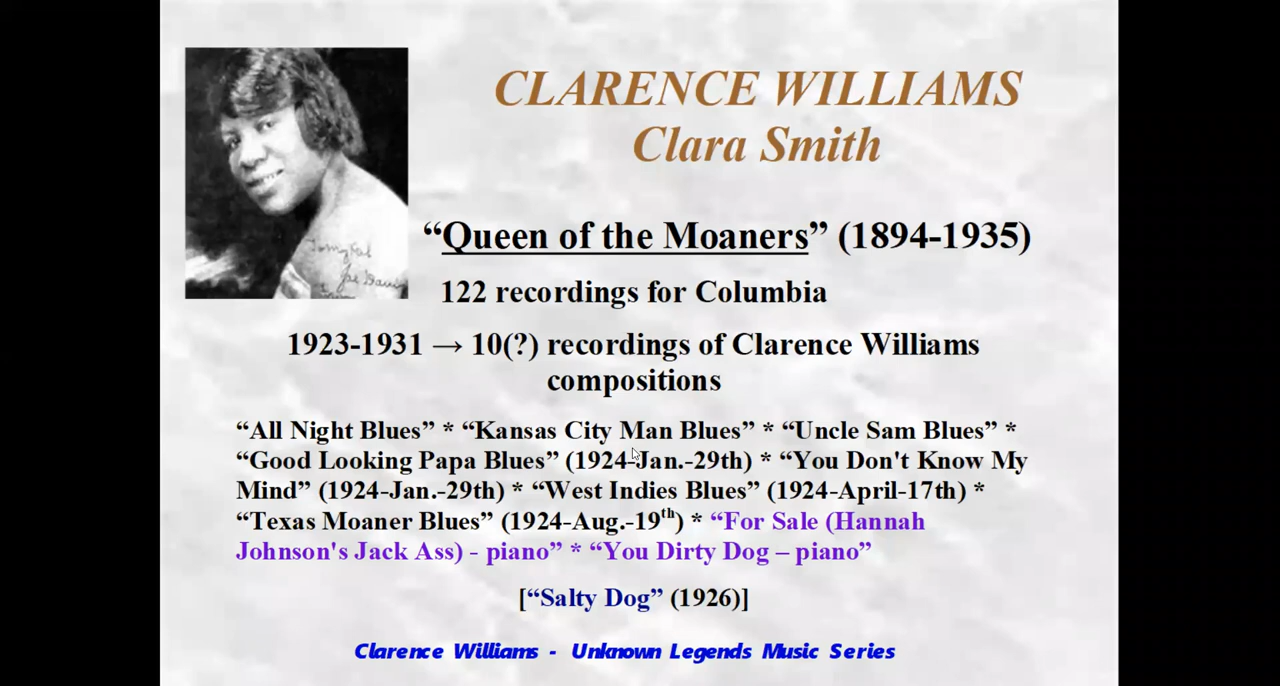 CLARENCE WILLIAMS
Clara Smith
“Queen of the Moaners” (1894-1935)
122 recordings for Columbia
1923-1931 → 10(?) recordings of Clarence Williams
compositions
“All Night Blues” * “Kansas City Man Blues” * “Uncle Sam Blues” *
“Good Looking Papa Blues” (1924-Jan.-29th) * “You Don't Know My
Mind” (1924-Jan.-29th) * “West Indies Blues” (1924-April-17th) *
“Texas Moaner Blues” (1924-Aug.-19th) * “For Sale (Hannah
Johnson's Jack Ass) - piano” * “You Dirty Dog – piano”
[“Salty Dog” (1926)]
Clarence Williams - Unknown Legends Music Series